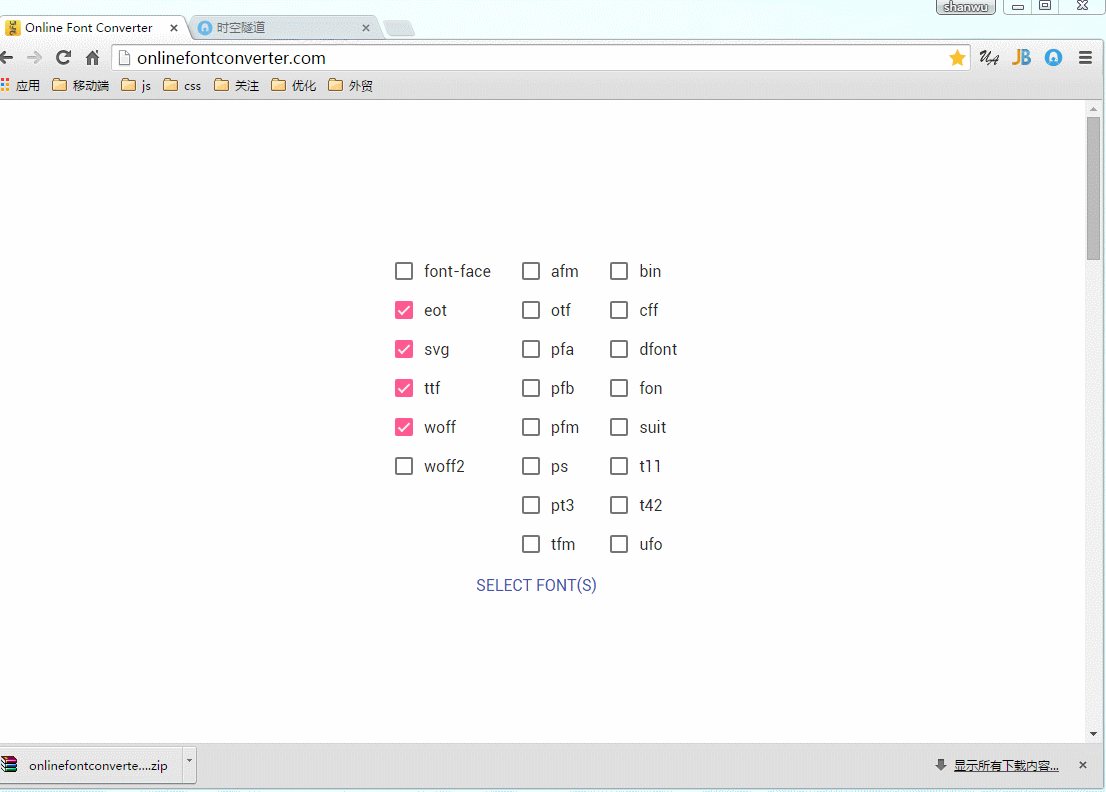 shanwu
Online Font Converter
时空隧道
onlinefontconverter.com
应用 移动端 js css 关注 优化 外贸
font-face afm bin
eot otf cff
svg pfa dfont
ttf pfb fon
woff pfm suit
woff2 ps t11
pt3 t42
tfm ufo
SELECT FONT(S)
onlinefontconverte....zip 显示所有下载内容...